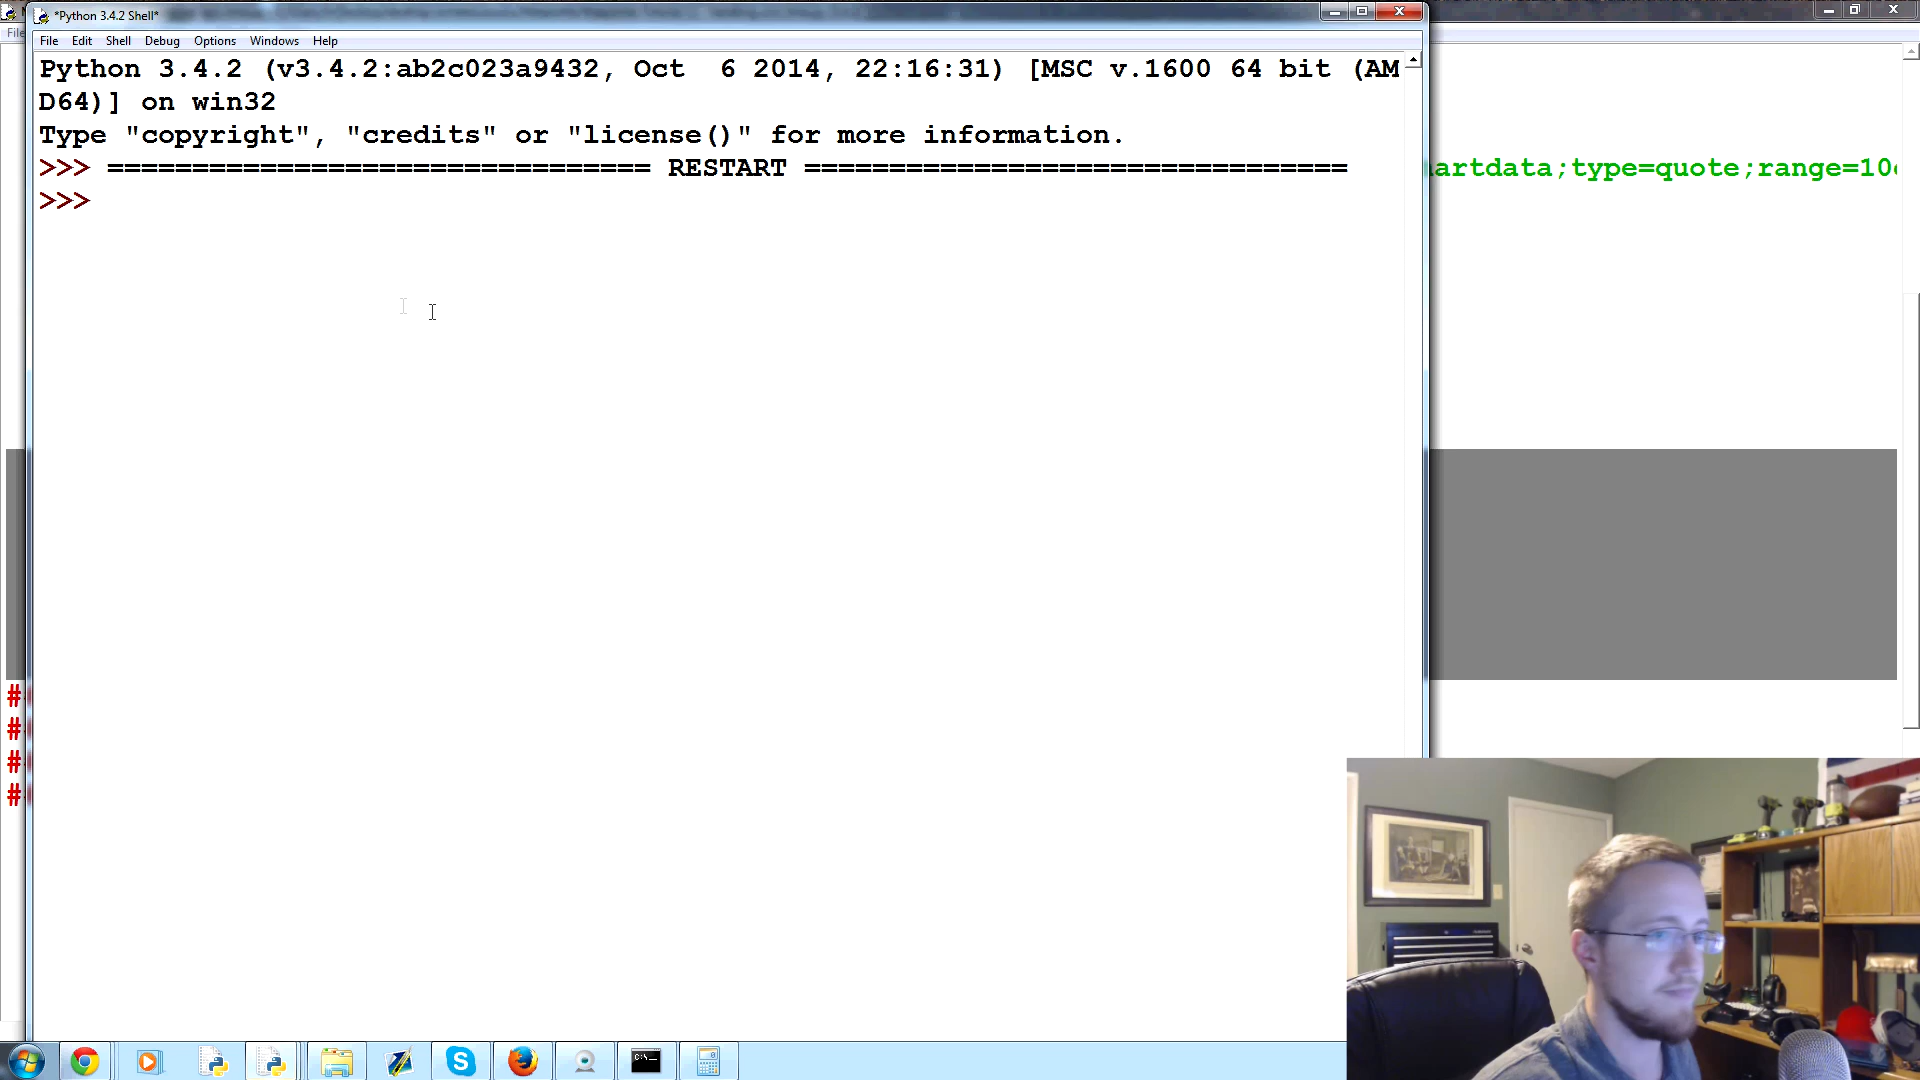 *Python 3.4.2 Shell*
File Edit Shell Debug Options Windows Help
Python 3.4.2 (v3.4.2:ab2c023a9432, Oct  6 2014, 22:16:31) [MSC v.1600 64 bit (AM
D64)] on win32
Type "copyright", "credits" or "license()" for more information.
>>> ================================ RESTART ================================
>>>
artdata;type=quote;range=10
#
#
#
#